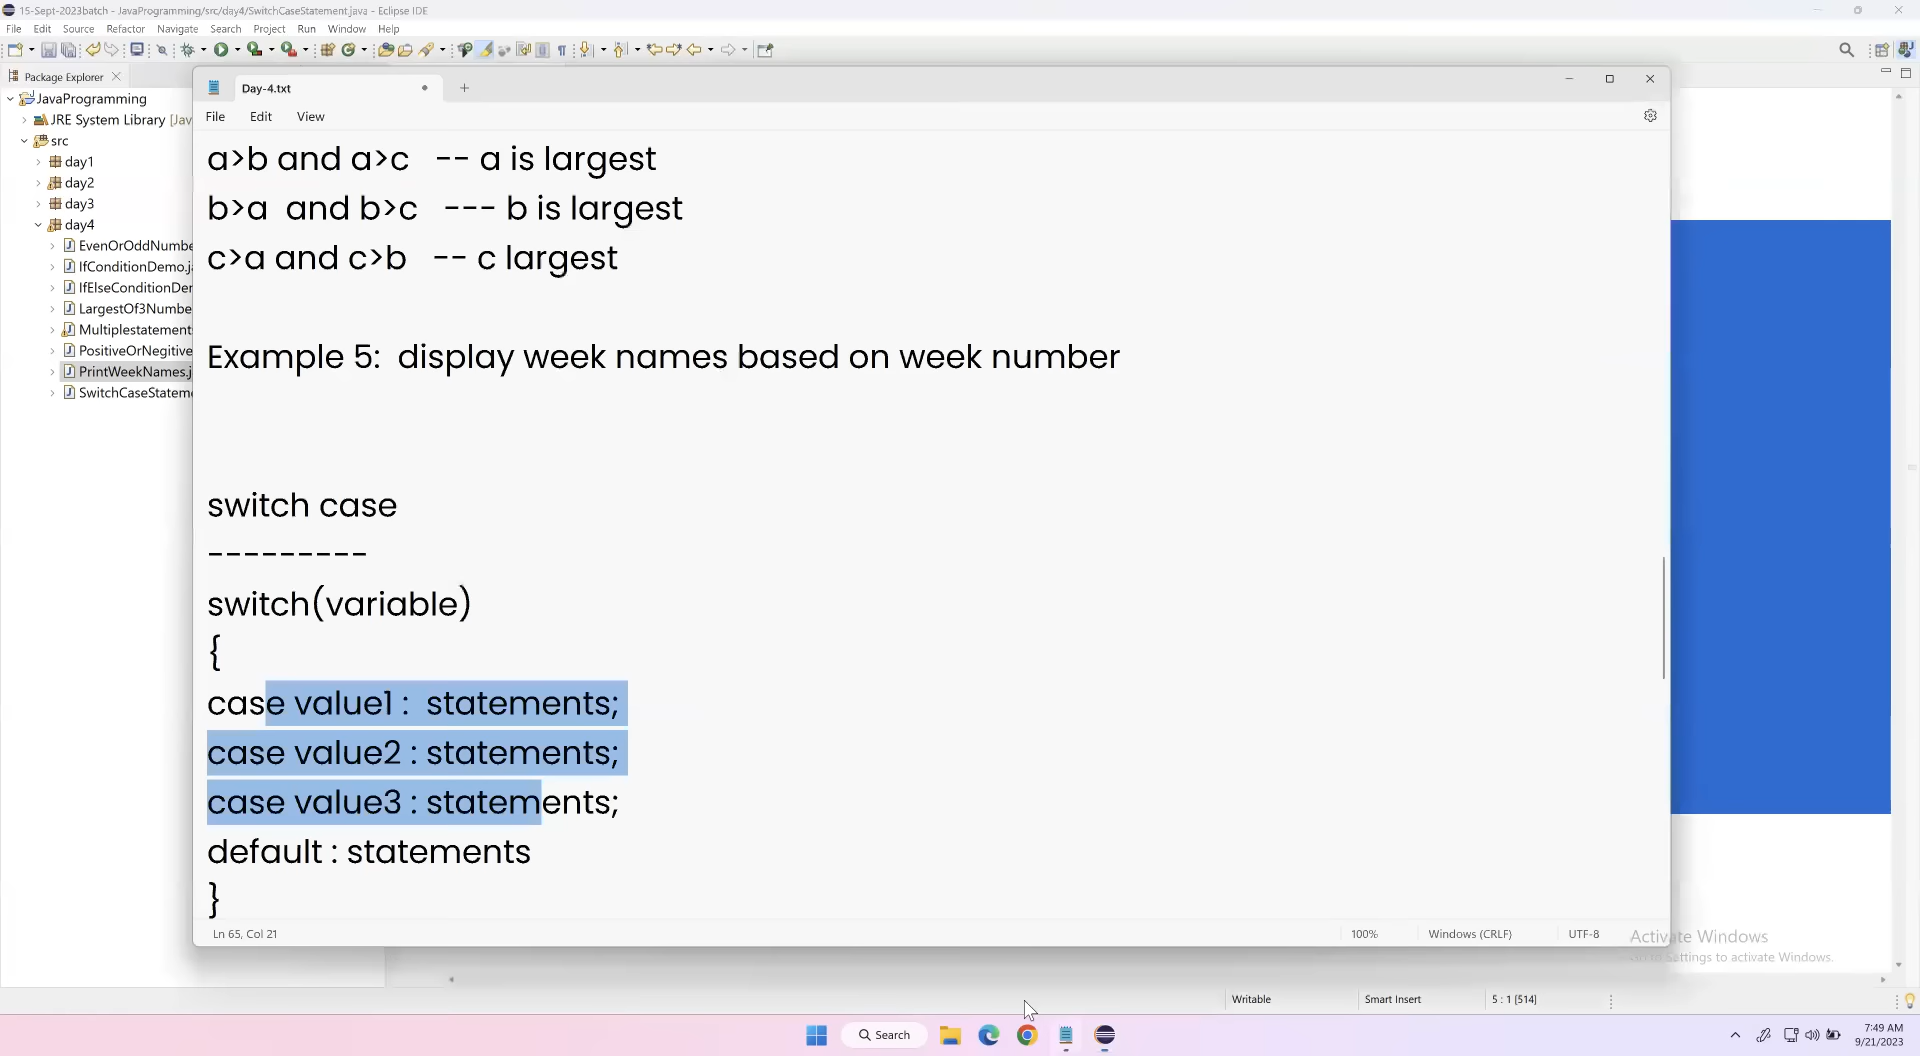 15-Sept-2023batch - JavaProgramming/src/day4/SwitchCaseStatement.java - Eclipse IDE
File Edit Source Refactor Navigate Search Project Run Window Help
Package Explorer
JavaProgramming
JRE System Library [Jav
src
day1
day2
day3
day4
EvenOrOddNumbe
IfConditionDemo.ja
IfElseConditionDer
LargestOf3Numbe
Multiplestatement
PositiveOrNegitive
PrintWeekNames.j
SwitchCaseStateme
Day-4.txt
File Edit View
a>b and a>c -- a is largest
b>a and b>c --- b is largest
c>a and c>b -- c largest
Example 5: display week names based on week number
switch case
---------
switch(variable)
{
case value1 : statements;
case value2 : statements;
case value3 : statements;
default : statements
}
Ln 65, Col 21 100% Windows (CRLF) UTF-8
Activate Windows
Go to Settings to activate Windows.
Writable Smart Insert 5 : 1 [514]
Search
7:49 AM
9/21/2023